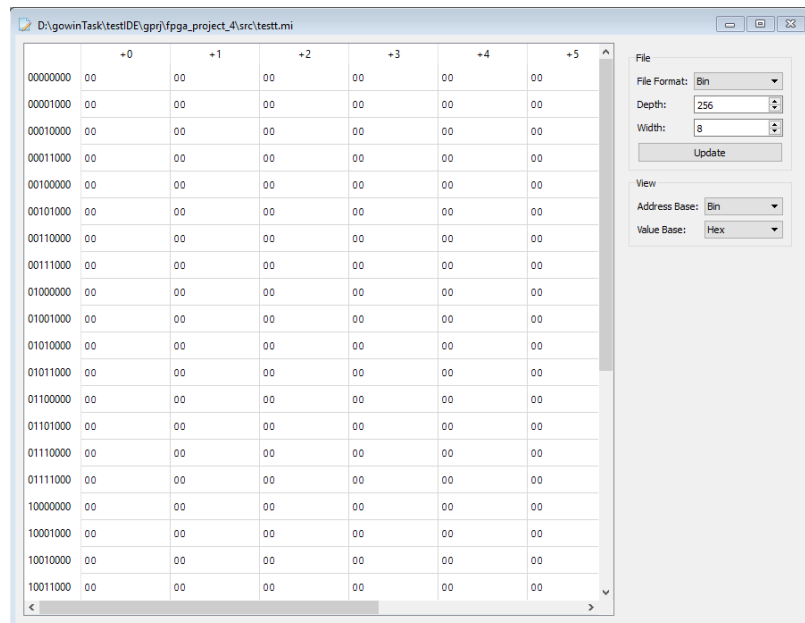 D:\gowinTask\testIDE\gprj\fpga_project_4\src\testt.mi
+0 +1 +2 +3 +4 +5
00000000 00 00 00 00 00 00
00001000 00 00 00 00 00 00
00010000 00 00 00 00 00 00
00011000 00 00 00 00 00 00
00100000 00 00 00 00 00 00
00101000 00 00 00 00 00 00
00110000 00 00 00 00 00 00
00111000 00 00 00 00 00 00
01000000 00 00 00 00 00 00
01001000 00 00 00 00 00 00
01010000 00 00 00 00 00 00
01011000 00 00 00 00 00 00
01100000 00 00 00 00 00 00
01101000 00 00 00 00 00 00
01110000 00 00 00 00 00 00
01111000 00 00 00 00 00 00
10000000 00 00 00 00 00 00
10001000 00 00 00 00 00 00
10010000 00 00 00 00 00 00
10011000 00 00 00 00 00 00
File
File Format: Bin
Depth: 256
Width: 8
Update
View
Address Base: Bin
Value Base: Hex